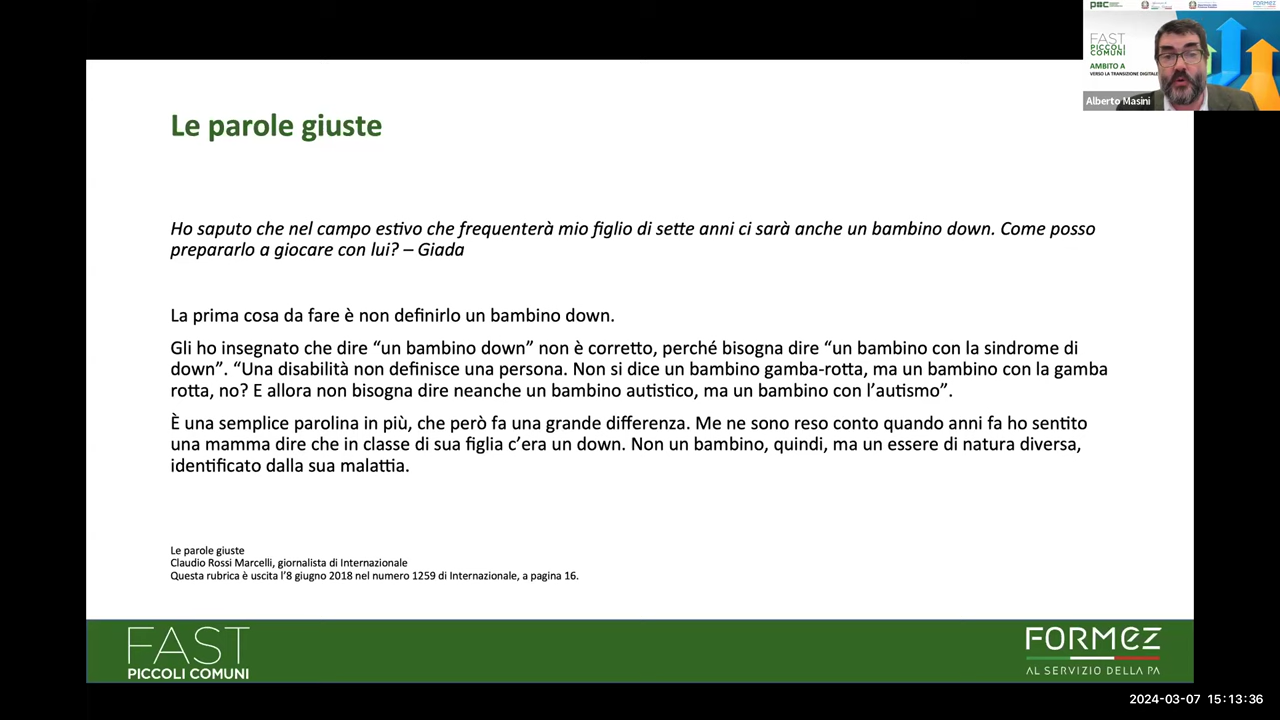 FORMEZ
FAST
PICCOLI
COMUNI
AMBITO A
VERSO LA TRANSIZIONE DIGITALE
Alberto Masini
Le parole giuste
Ho saputo che nel campo estivo che frequenterà mio figlio di sette anni ci sarà anche un bambino down. Come posso
prepararlo a giocare con lui? – Giada
La prima cosa da fare è non definirlo un bambino down.
Gli ho insegnato che dire “un bambino down” non è corretto, perché bisogna dire “un bambino con la sindrome di
down”. “Una disabilità non definisce una persona. Non si dice un bambino gamba-rotta, ma un bambino con la gamba
rotta, no? E allora non bisogna dire neanche un bambino autistico, ma un bambino con l’autismo”.
È una semplice parolina in più, che però fa una grande differenza. Me ne sono reso conto quando anni fa ho sentito
una mamma dire che in classe di sua figlia c’era un down. Non un bambino, quindi, ma un essere di natura diversa,
identificato dalla sua malattia.
Le parole giuste
Claudio Rossi Marcelli, giornalista di Internazionale
Questa rubrica è uscita l’8 giugno 2018 nel numero 1259 di Internazionale, a pagina 16.
FAST
PICCOLI COMUNI
FORMEZ
AL SERVIZIO DELLA PA
2024-03-07 15:13:36